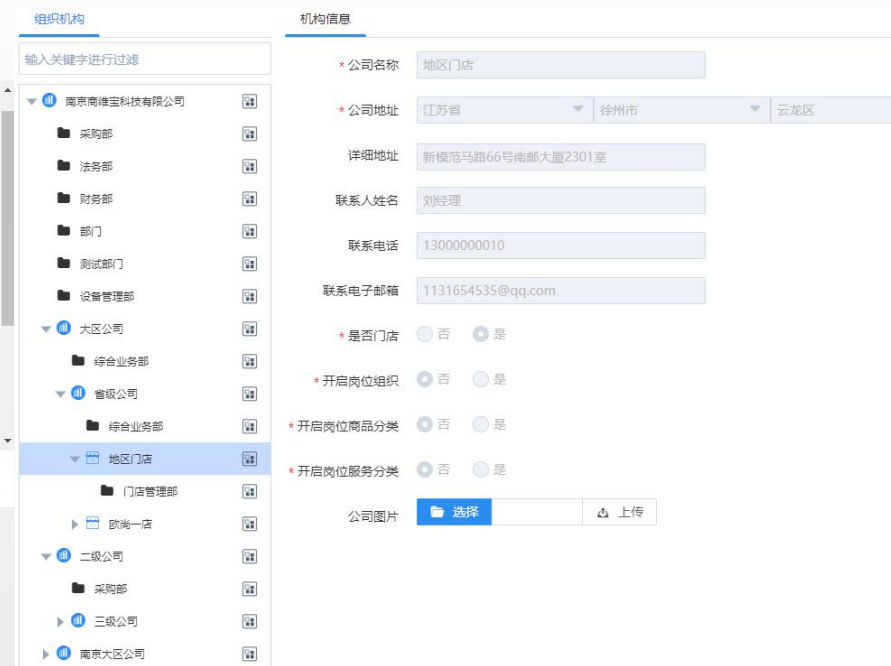 组织机构
输入关键字进行过滤
南京商维宝科技有限公司
采购部
法务部
财务部
部门
测试部门
设备管理部
大区公司
综合业务部
省级公司
综合业务部
地区门店
门店管理部
欧尚一店
二级公司
采购部
三级公司
南京大区公司
机构信息
* 公司名称 地区门店
* 公司地址 江苏省 徐州市 云龙区
详细地址 新模范马路66号南邮大厦2301室
联系人姓名 刘经理
联系电话 13000000010
联系电子邮箱 1131654535@qq.com
* 是否门店 否 是
* 开启岗位组织 否 是
* 开启岗位商品分类 否 是
* 开启岗位服务分类 否 是
公司图片 选择 上传